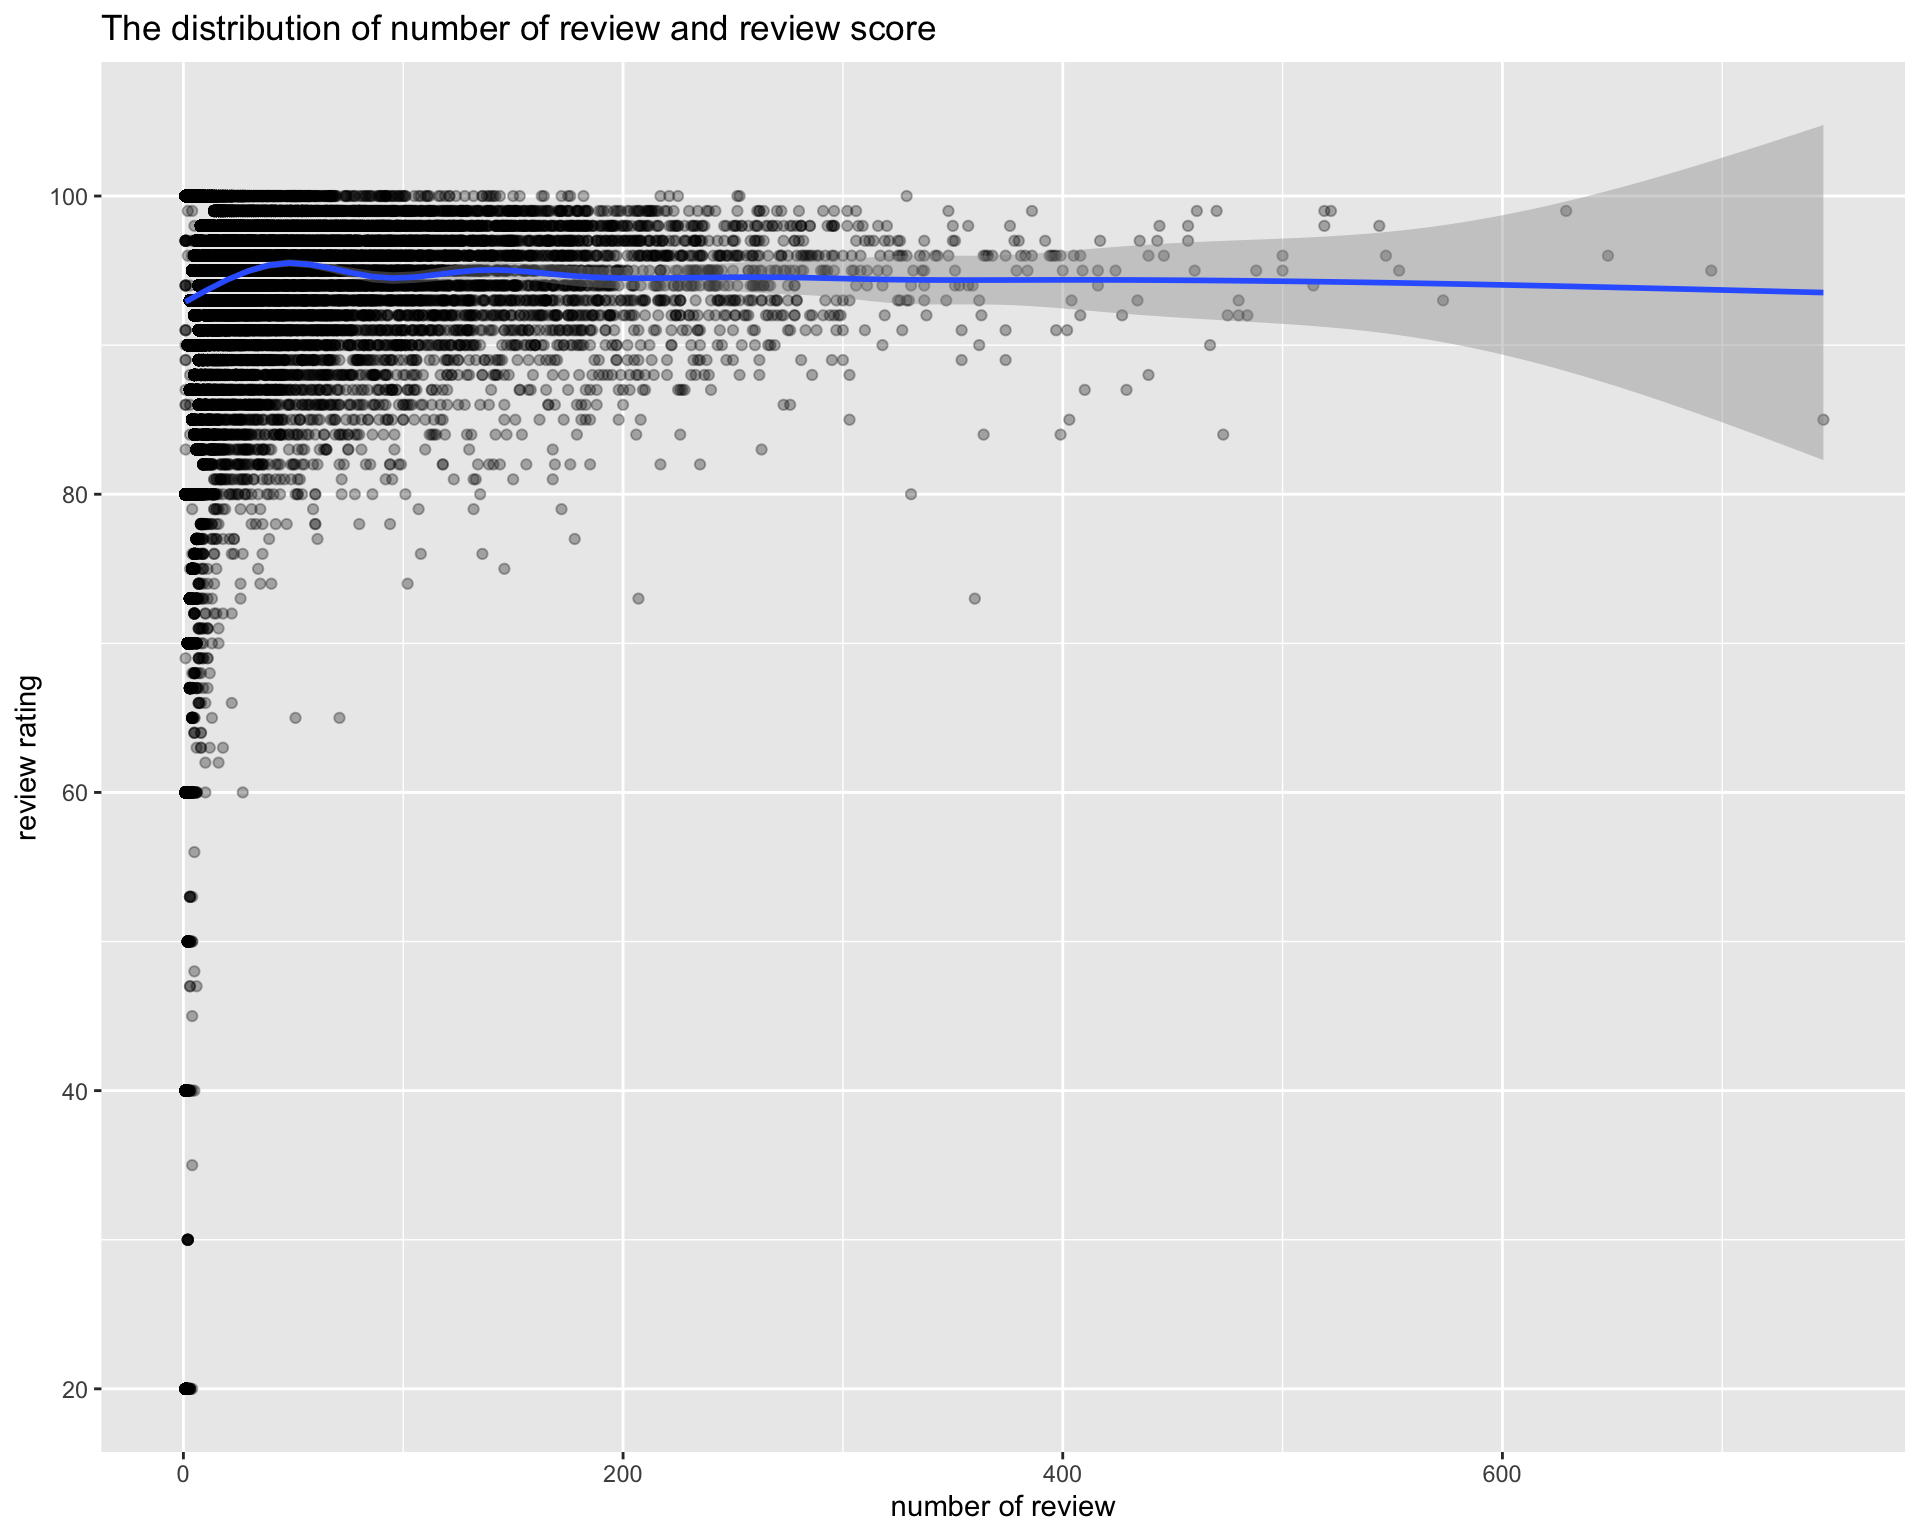 The distribution of number of review and review score
100
80
60
40
20
review rating
0 200 400 600
number of review